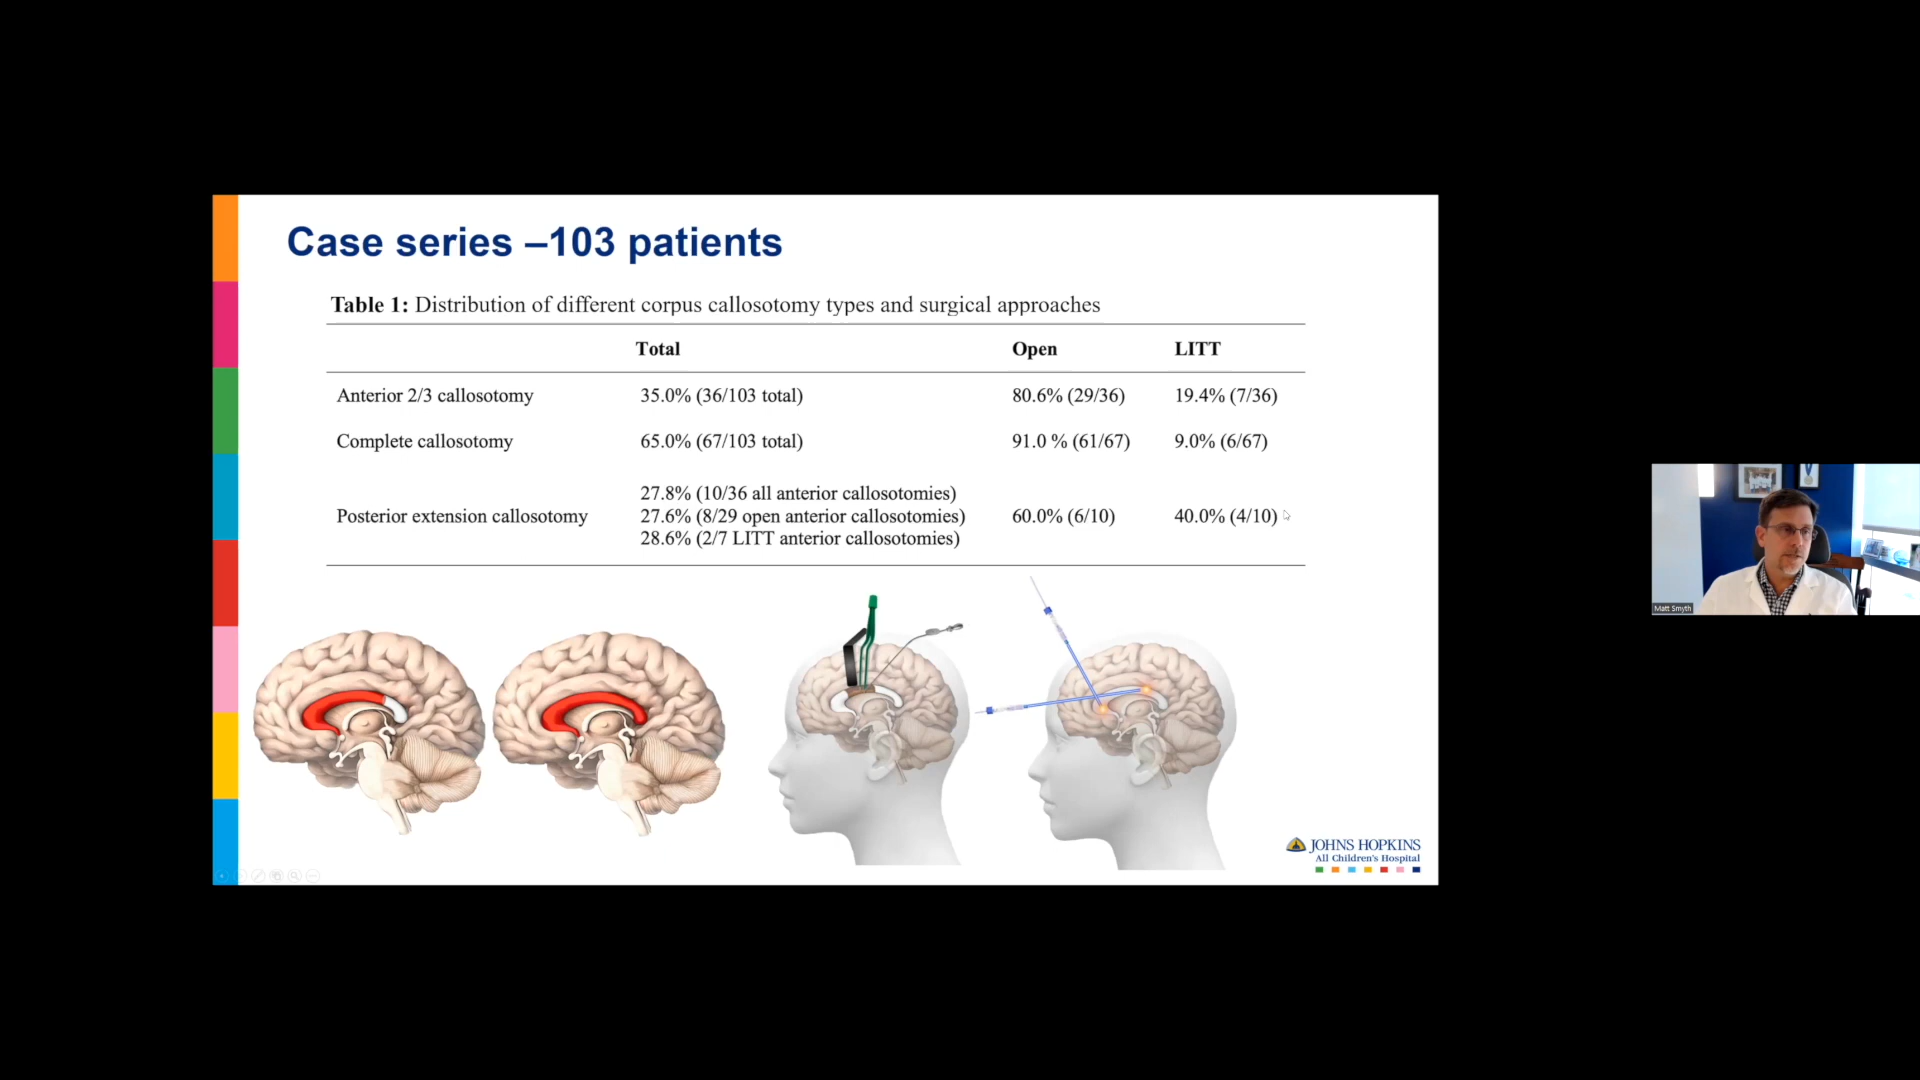 Case series –103 patients
Table 1: Distribution of different corpus callosotomy types and surgical approaches
Total Open LITT
Anterior 2/3 callosotomy 35.0% (36/103 total) 80.6% (29/36) 19.4% (7/36)
Complete callosotomy 65.0% (67/103 total) 91.0 % (61/67) 9.0% (6/67)
27.8% (10/36 all anterior callosotomies)
Posterior extension callosotomy 27.6% (8/29 open anterior callosotomies) 60.0% (6/10) 40.0% (4/10)
28.6% (2/7 LITT anterior callosotomies)
JOHNS HOPKINS
All Children's Hospital
Matt Smyth